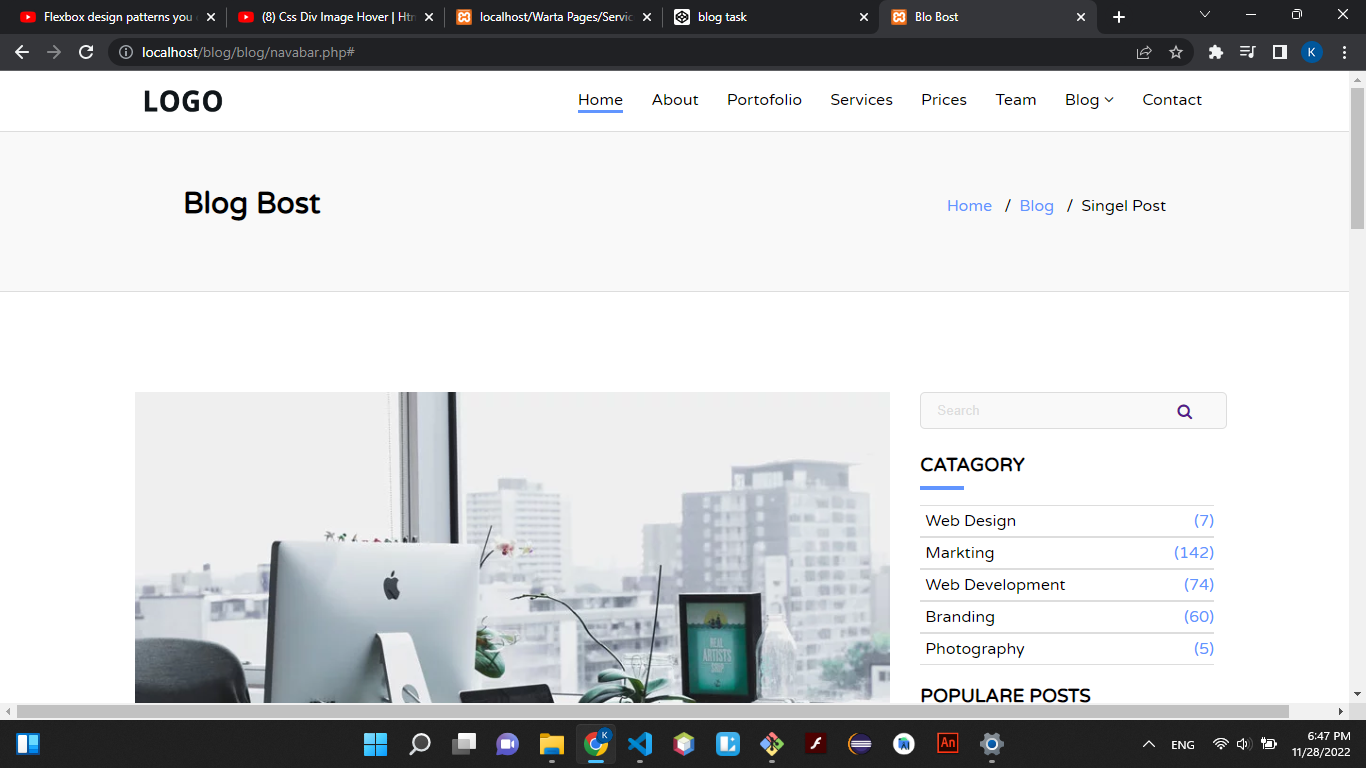 Flexbox design patterns you
(8) Css Div Image Hover | Htm
localhost/Warta Pages/Servic
blog task
Blo Bost
localhost/blog/blog/navabar.php#
K
LOGO
Home About Portofolio Services Prices Team Blog Contact
Blog Bost
Home / Blog / Singel Post
Search
CATAGORY
Web Design (7)
Markting (142)
Web Development (74)
Branding (60)
Photography (5)
POPULARE POSTS
REAL
ARTISTS
SHIP
K
An
ENG
6:47 PM
11/28/2022